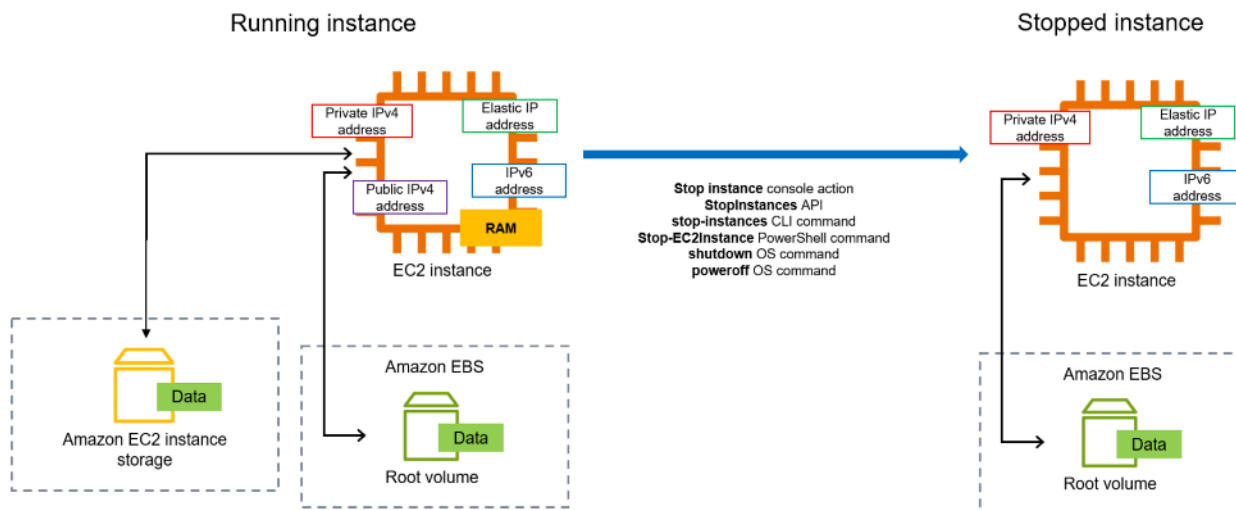 Running instance
Stopped instance
Private IPv4
address
Elastic IP
address
Public IPv4
address
IPv6
address
RAM
EC2 instance
Stop instance console action
StopInstances API
stop-instances CLI command
Stop-EC2Instance PowerShell command
shutdown OS command
poweroff OS command
Private IPv4
address
Elastic IP
address
IPv6
address
EC2 instance
Data
Amazon EC2 instance
storage
Amazon EBS
Data
Root volume
Amazon EBS
Data
Root volume